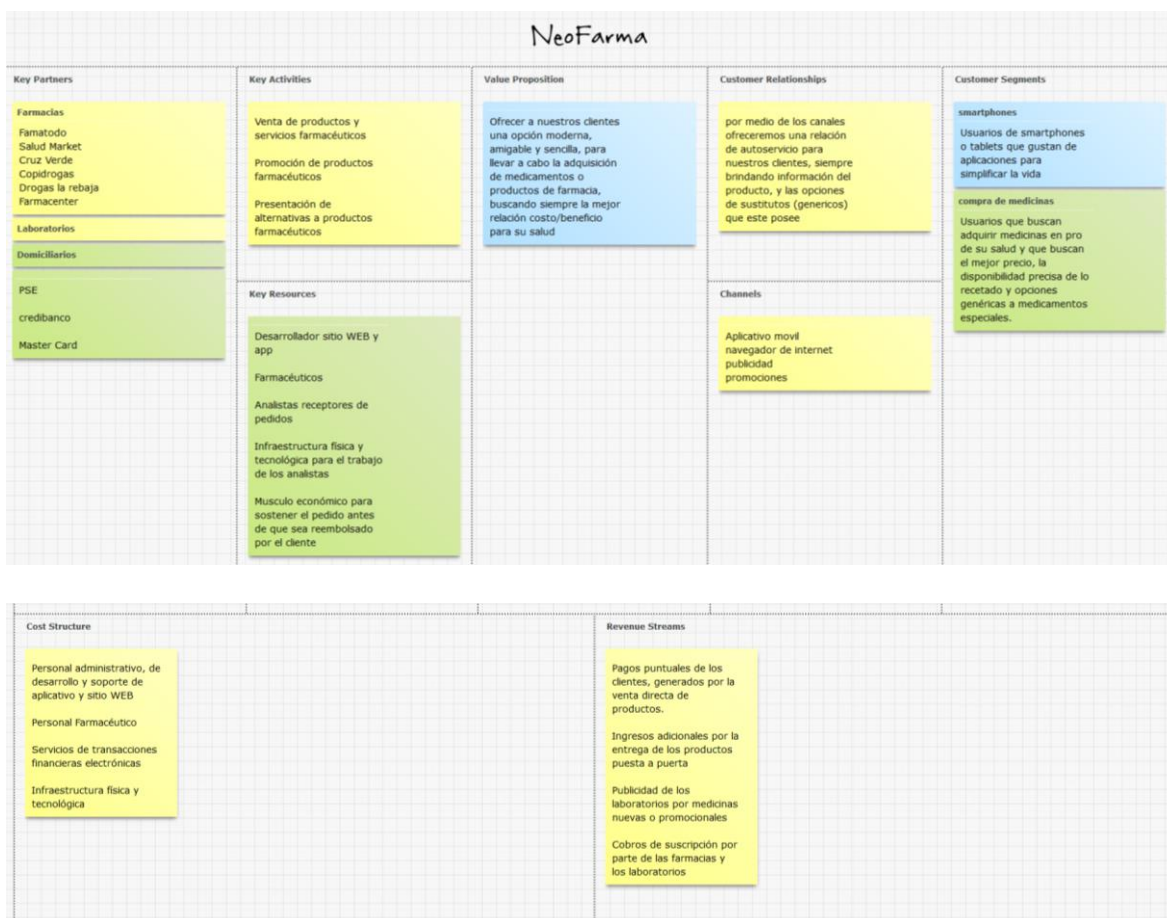 NeoFarma
Key Partners
Farmacias
Famatodo
Salud Market
Cruz Verde
Copidrogas
Drogas la rebaja
Farmacenter
Laboratorios
Domiciliarios
PSE
credibanco
Master Card
Key Activities
Venta de productos y
servicios farmacéuticos
Promoción de productos
farmacéuticos
Presentación de
alternativas a productos
farmacéuticos
Key Resources
Desarrollador sitio WEB y
app
Farmacéuticos
Analistas receptores de
pedidos
Infraestructura física y
tecnológica para el trabajo
de los analistas
Musculo económico para
sostener el pedido antes
de que sea reembolsado
por el cliente
Value Proposition
Ofrecer a nuestros clientes
una opción moderna,
amigable y sencilla, para
llevar a cabo la adquisición
de medicamentos o
productos de farmacia,
buscando siempre la mejor
relación costo/beneficio
para su salud
Customer Relationships
por medio de los canales
ofreceremos una relación
de autoservicio para
nuestros clientes, siempre
brindando información del
producto, y las opciones
de sustitutos (genericos)
que este posee
Channels
Aplicativo movil
navegador de internet
publicidad
promociones
Customer Segments
smartphones
Usuarios de smartphones
o tablets que gustan de
aplicaciones para
simplificar la vida
compra de medicinas
Usuarios que buscan
adquirir medicinas en pro
de su salud y que buscan
el mejor precio, la
disponibilidad precisa de lo
recetado y opciones
genéricas a medicamentos
especiales.
Cost Structure
Personal administrativo, de
desarrollo y soporte de
aplicativo y sitio WEB
Personal Farmacéutico
Servicios de transacciones
financieras electrónicas
Infraestructura física y
tecnológica
Revenue Streams
Pagos puntuales de los
clientes, generados por la
venta directa de
productos.
Ingresos adicionales por la
entrega de los productos
puesta a puerta
Publicidad de los
laboratorios por medicinas
nuevas o promocionales
Cobros de suscripción por
parte de las farmacias y
los laboratorios